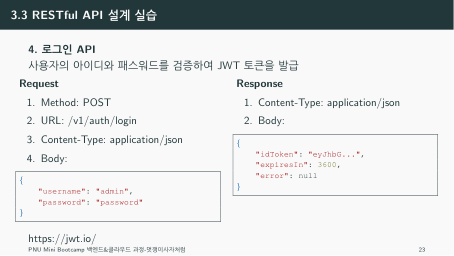 3.3 RESTful API 설계 실습
4. 로그인 API
사용자의 아이디와 패스워드를 검증하여 JWT 토큰을 발급
Request
1. Method: POST
2. URL: /v1/auth/login
3. Content-Type: application/json
4. Body:
{
"username": "admin",
"password": "password"
}
Response
1. Content-Type: application/json
2. Body:
{
"idToken": "eyJhbG...",
"expiresIn": 3600,
"error": null
}
https://jwt.io/
PNU Mini Bootcamp 백엔드&클라우드 과정-멋쟁이사자처럼
23